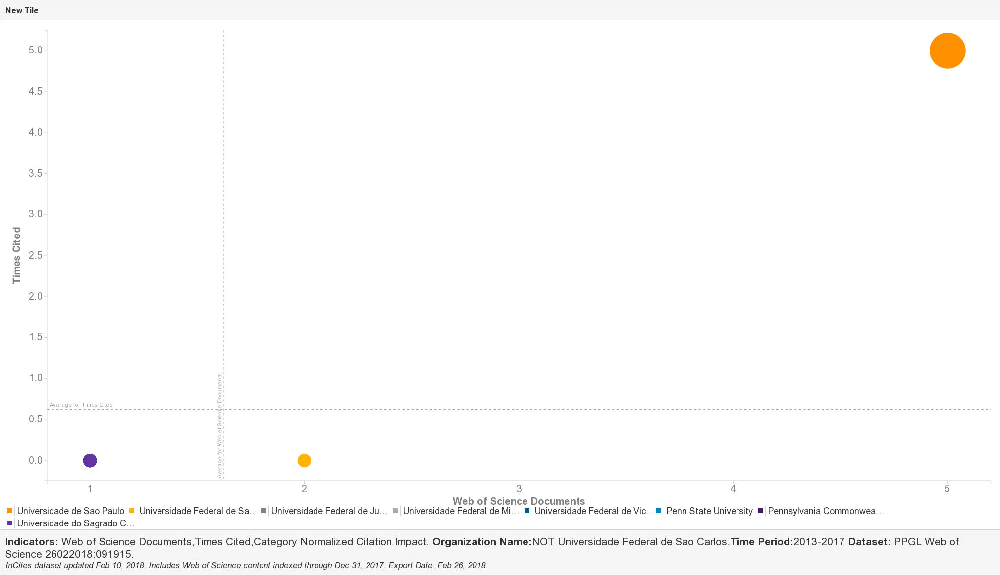 New Tile
5.0
4.5
4.0
3.5
3.0
2.5
2.0
1.5
1.0
0.5
0.0
Times Cited
Average for Times Cited
Average for Web of Science Documents
1 2 3 4 5
Web of Science Documents
Universidade de Sao Paulo Universidade Federal de Sa... Universidade Federal de Ju... Universidade Federal de Mi... Universidade Federal de Vic... Penn State University Pennsylvania Commonwea...
Universidade do Sagrado C...
Indicators: Web of Science Documents,Times Cited,Category Normalized Citation Impact. Organization Name:NOT Universidade Federal de Sao Carlos.Time Period:2013-2017 Dataset: PPGL Web of
Science 26022018:091915.
InCites dataset updated Feb 10, 2018. Includes Web of Science content indexed through Dec 31, 2017. Export Date: Feb 26, 2018.